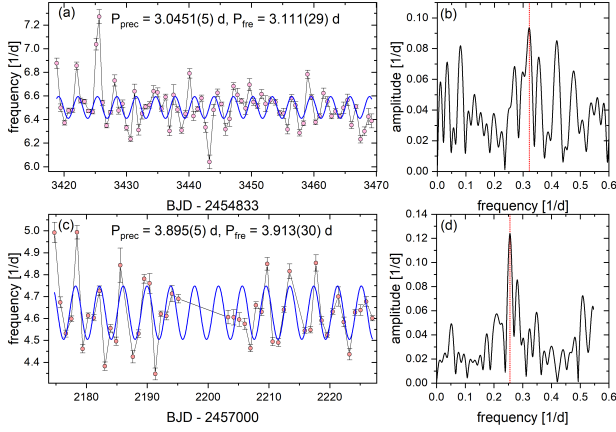 (a) P_prec = 3.0451(5) d, P_fre = 3.111(29) d
frequency [1/d]
7.2
7.0
6.8
6.6
6.4
6.2
6.0
3420 3430 3440 3450 3460 3470
BJD - 2454833
(b)
amplitude [1/d]
0.10
0.08
0.06
0.04
0.02
0.00
0.0 0.1 0.2 0.3 0.4 0.5 0.6
frequency [1/d]
(c) P_prec = 3.895(5) d, P_fre = 3.913(30) d
frequency [1/d]
5.0
4.9
4.8
4.7
4.6
4.5
4.4
2180 2190 2200 2210 2220
BJD - 2457000
(d)
amplitude [1/d]
0.14
0.12
0.10
0.08
0.06
0.04
0.02
0.00
0.0 0.1 0.2 0.3 0.4 0.5 0.6
frequency [1/d]